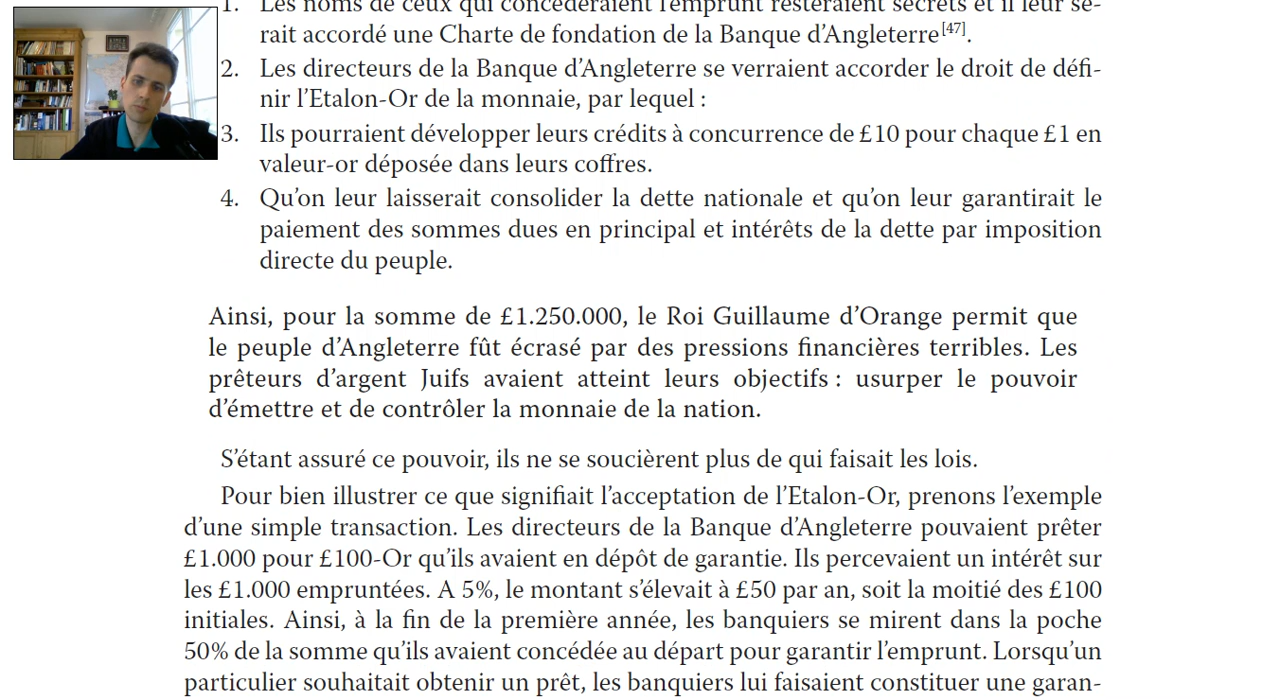 1. Les noms de ceux qui concéderaient l'emprunt resteraient secrets et il leur se-
rait accordé une Charte de fondation de la Banque d'Angleterre[47].
2. Les directeurs de la Banque d'Angleterre se verraient accorder le droit de défi-
nir l'Etalon-Or de la monnaie, par lequel :
3. Ils pourraient développer leurs crédits à concurrence de £10 pour chaque £1 en
valeur-or déposée dans leurs coffres.
4. Qu'on leur laisserait consolider la dette nationale et qu'on leur garantirait le
paiement des sommes dues en principal et intérêts de la dette par imposition
directe du peuple.
Ainsi, pour la somme de £1.250.000, le Roi Guillaume d'Orange permit que
le peuple d'Angleterre fût écrasé par des pressions financières terribles. Les
prêteurs d'argent Juifs avaient atteint leurs objectifs : usurper le pouvoir
d'émettre et de contrôler la monnaie de la nation.
S'étant assuré ce pouvoir, ils ne se soucièrent plus de qui faisait les lois.
Pour bien illustrer ce que signifiait l'acceptation de l'Etalon-Or, prenons l'exemple
d'une simple transaction. Les directeurs de la Banque d'Angleterre pouvaient prêter
£1.000 pour £100-Or qu'ils avaient en dépôt de garantie. Ils percevaient un intérêt sur
les £1.000 empruntées. A 5%, le montant s'élevait à £50 par an, soit la moitié des £100
initiales. Ainsi, à la fin de la première année, les banquiers se mirent dans la poche
50% de la somme qu'ils avaient concédée au départ pour garantir l'emprunt. Lorsqu'un
particulier souhaitait obtenir un prêt, les banquiers lui faisaient constituer une garan-